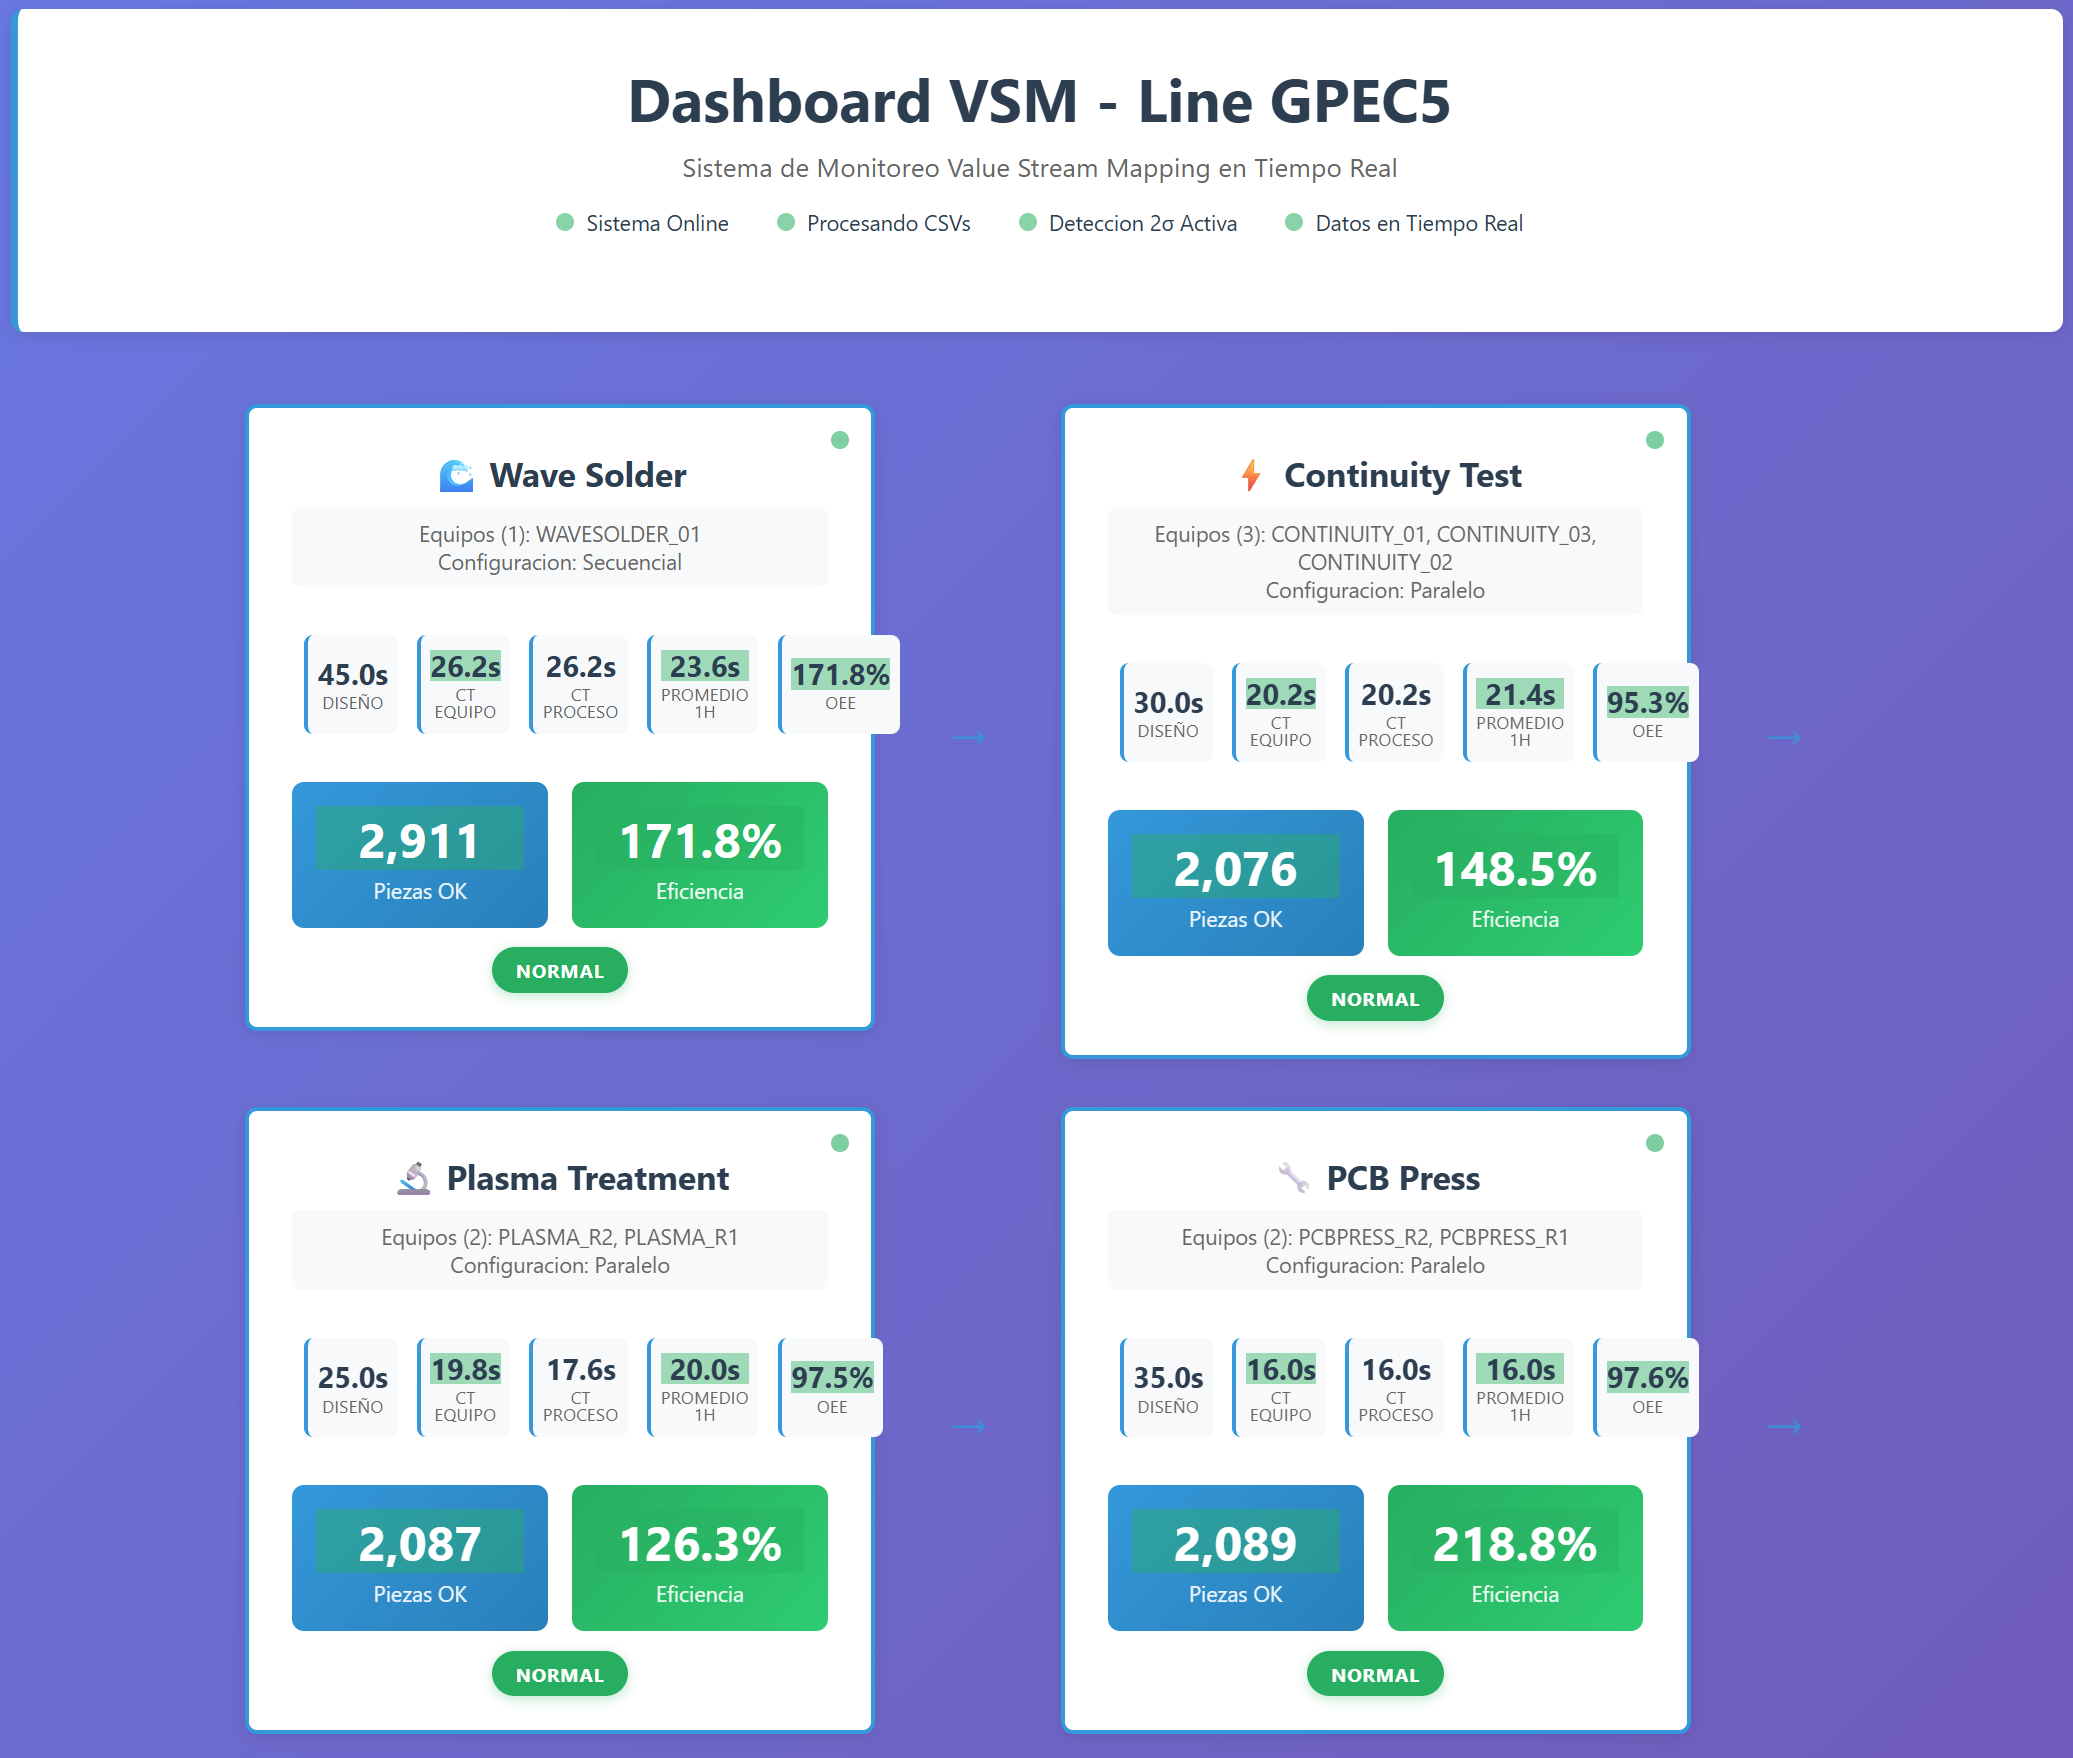 Dashboard VSM - Line GPEC5
Sistema de Monitoreo Value Stream Mapping en Tiempo Real
Sistema Online
Procesando CSVs
Deteccion 2σ Activa
Datos en Tiempo Real
Wave Solder
Equipos (1): WAVESOLDER_01
Configuracion: Secuencial
45.0s
DISEÑO
26.2s
CT
EQUIPO
26.2s
CT
PROCESO
23.6s
PROMEDIO
1H
171.8%
OEE
2,911
Piezas OK
171.8%
Eficiencia
NORMAL
→
Continuity Test
Equipos (3): CONTINUITY_01, CONTINUITY_03,
CONTINUITY_02
Configuracion: Paralelo
30.0s
DISEÑO
20.2s
CT
EQUIPO
20.2s
CT
PROCESO
21.4s
PROMEDIO
1H
95.3%
OEE
2,076
Piezas OK
148.5%
Eficiencia
NORMAL
→
Plasma Treatment
Equipos (2): PLASMA_R2, PLASMA_R1
Configuracion: Paralelo
25.0s
DISEÑO
19.8s
CT
EQUIPO
17.6s
CT
PROCESO
20.0s
PROMEDIO
1H
97.5%
OEE
2,087
Piezas OK
126.3%
Eficiencia
NORMAL
→
PCB Press
Equipos (2): PCBPRESS_R2, PCBPRESS_R1
Configuracion: Paralelo
35.0s
DISEÑO
16.0s
CT
EQUIPO
16.0s
CT
PROCESO
16.0s
PROMEDIO
1H
97.6%
OEE
2,089
Piezas OK
218.8%
Eficiencia
NORMAL
→